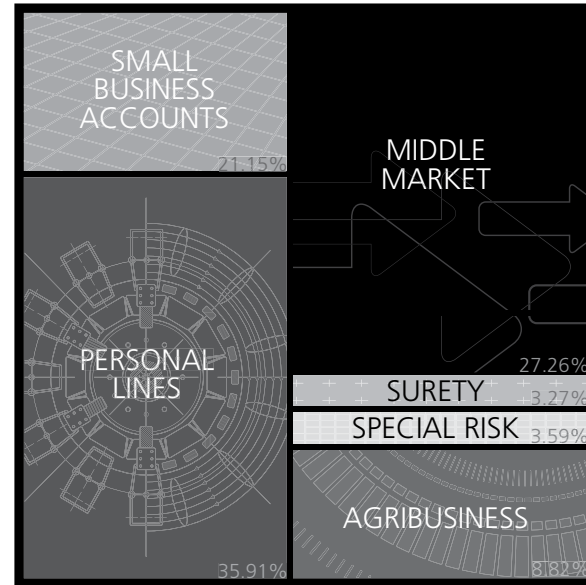 SMALL
BUSINESS
ACCOUNTS
21.15%
MIDDLE
MARKET
27.26%
PERSONAL
LINES
35.91%
SURETY
3.27%
SPECIAL RISK
3.59%
AGRIBUSINESS
8.82%